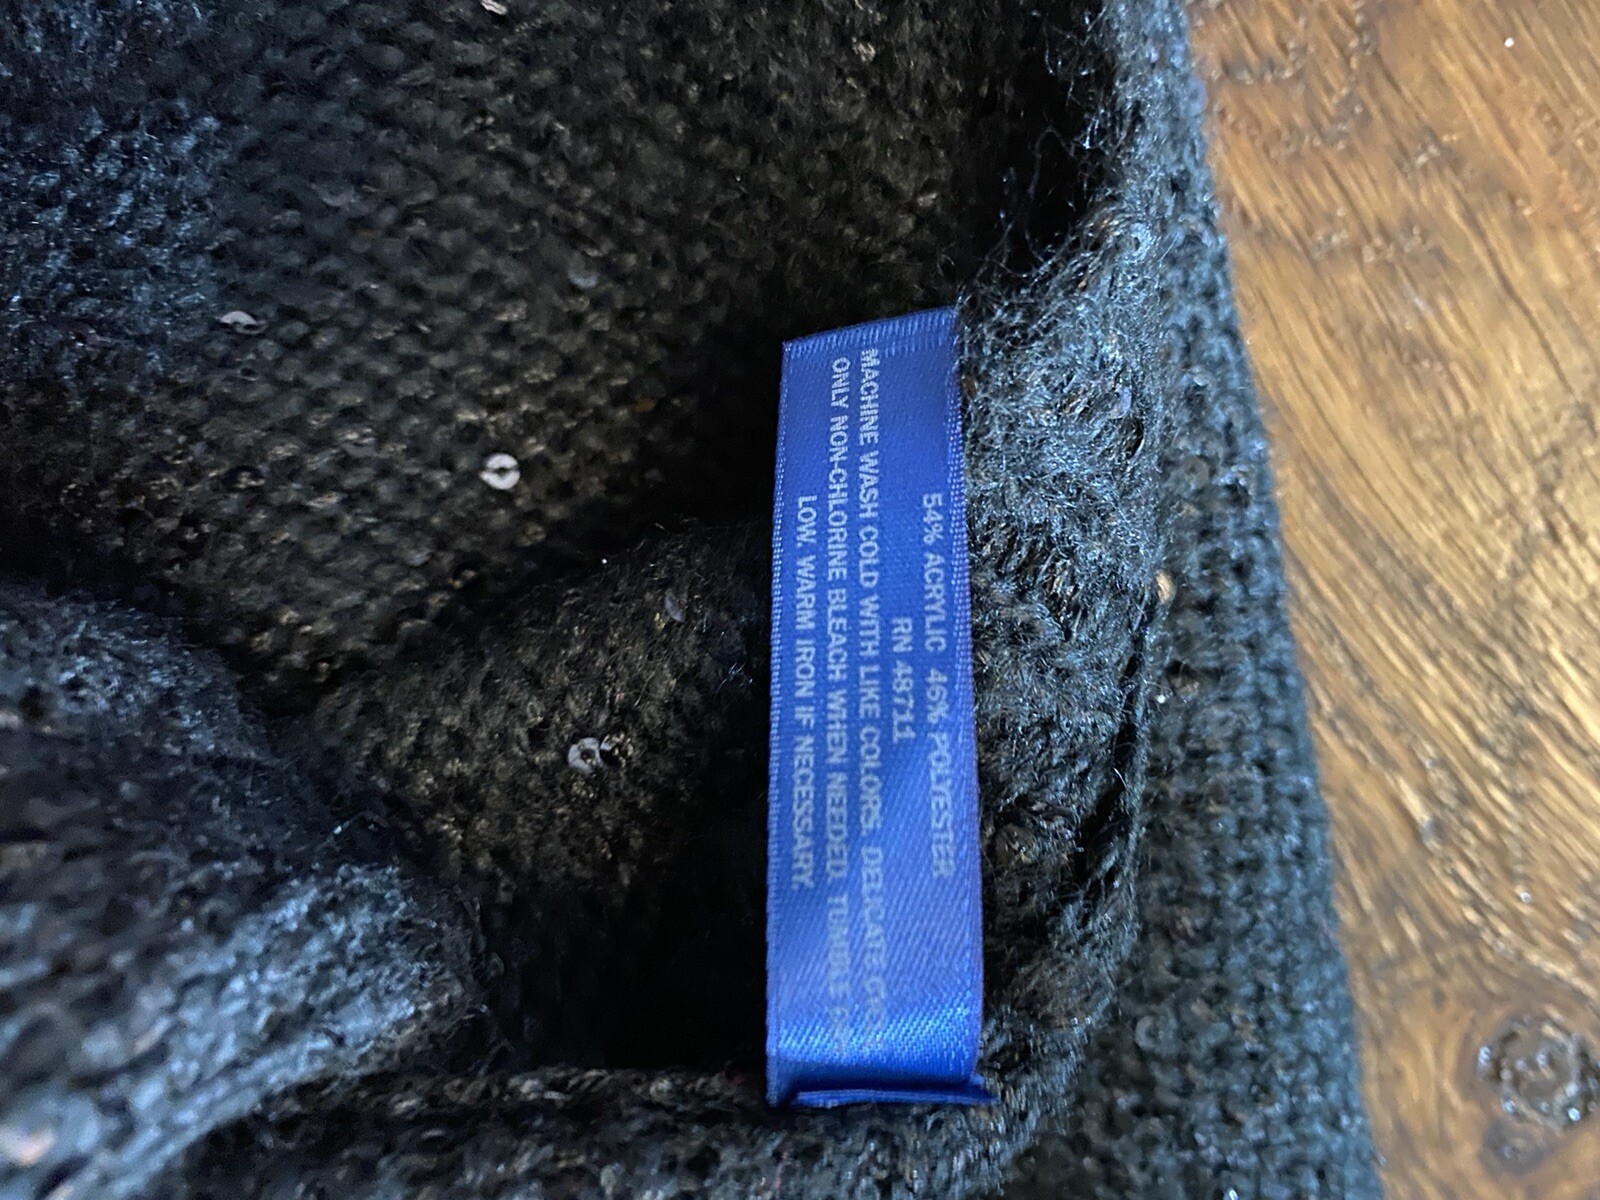 54% ACRYLIC 46% POLYESTER
RN 48711
MACHINE WASH COLD WITH LIKE COLORS. DELICATE
ONLY NON-CHLORINE BLEACH WHEN NEEDED. TUMBLE
LOW. WARM IRON IF NECESSARY.